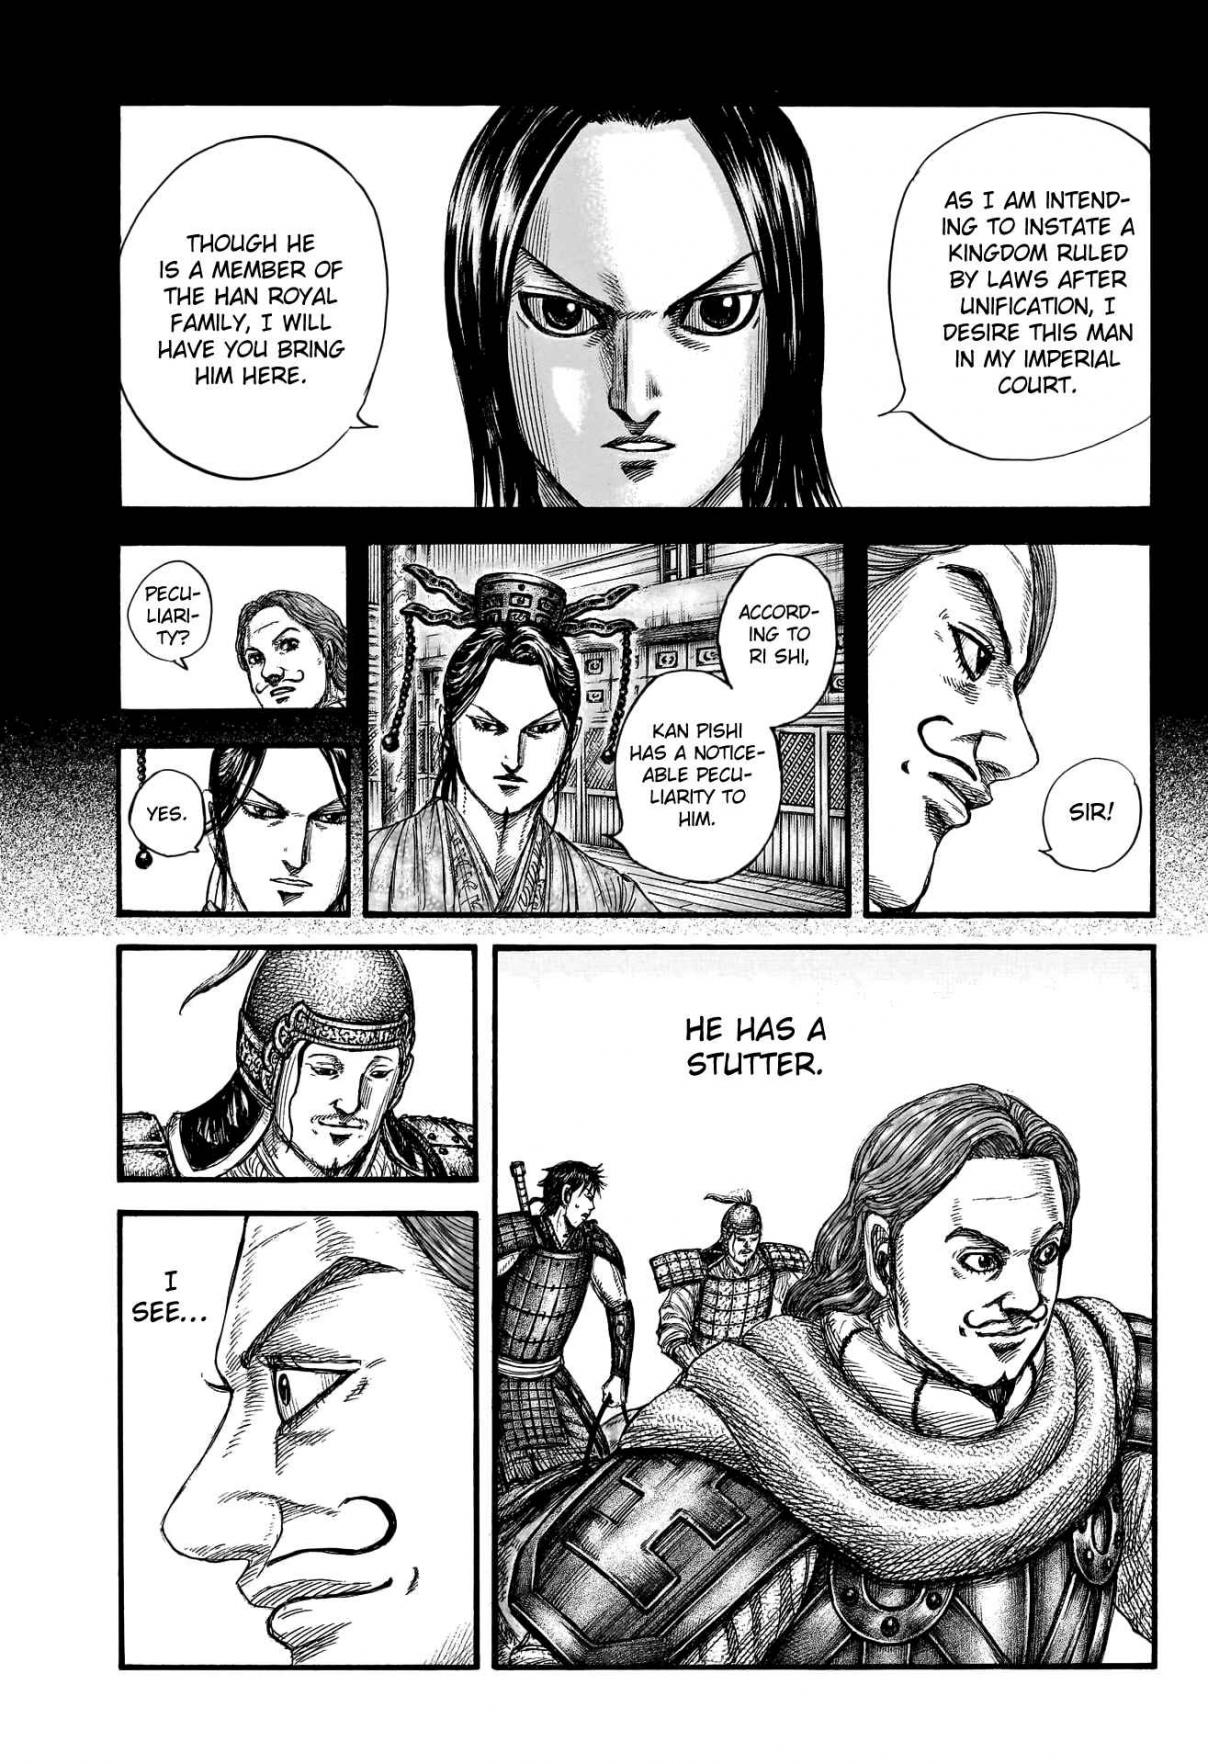 AS I AM INTEND-
ING TO INSTATE A
KINGDOM RULED
BY LAWS AFTER
UNIFICATION, I
DESIRE THIS MAN
IN MY IMPERIAL
COURT.
THOUGH HE
IS A MEMBER OF
THE HAN ROYAL
FAMILY, I WILL
HAVE YOU BRING
HIM HERE.
SIR!
ACCORD-
ING TO
RI SHI,
KAN PISHI
HAS A NOTICE-
ABLE PECU-
LIARITY TO
HIM.
PECU-
LIARI-
TY?
YES.
HE HAS A
STUTTER.
I
SEE...